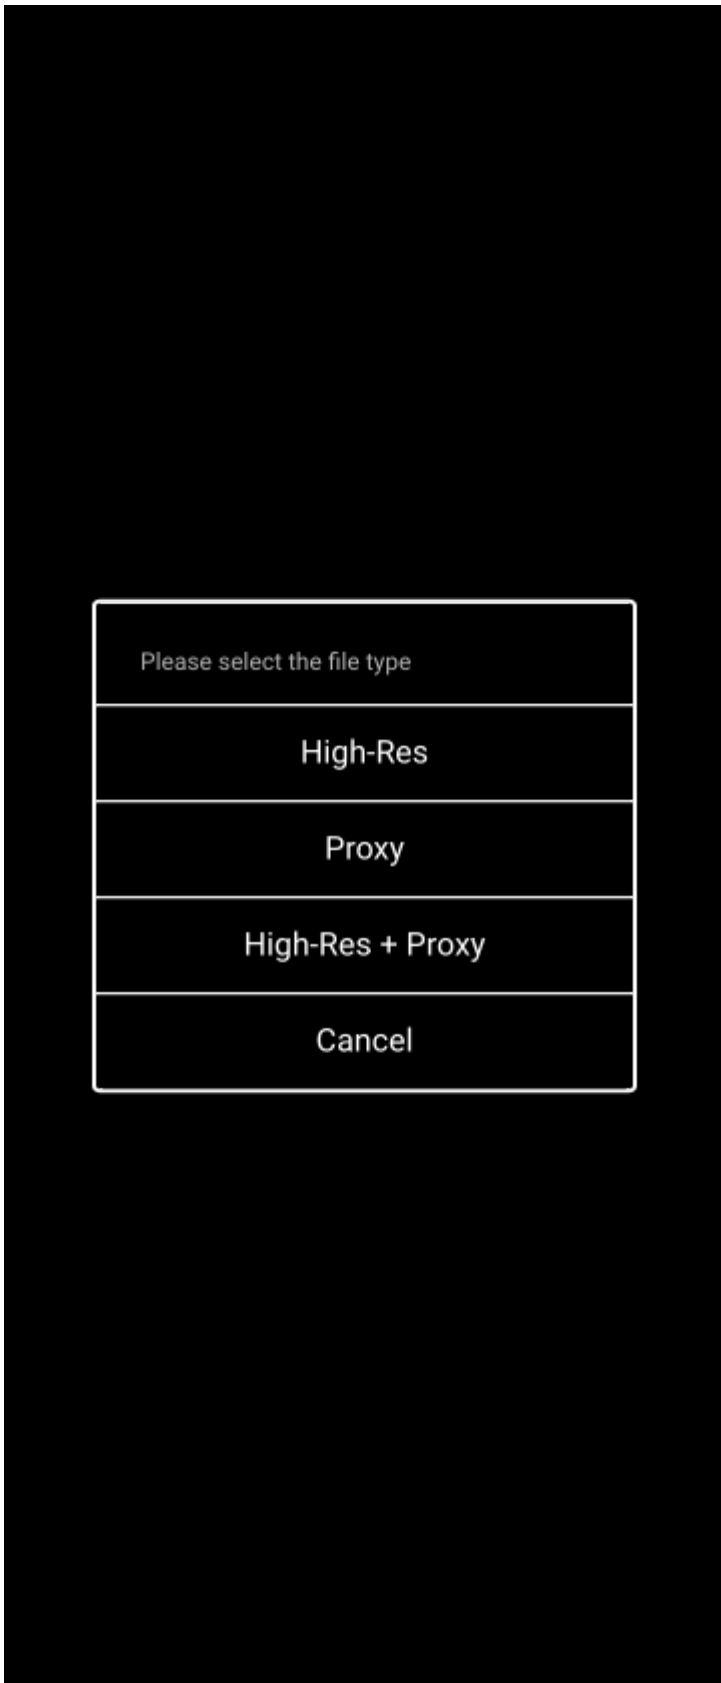 Please select the file type
High-Res
Proxy
High-Res + Proxy
Cancel